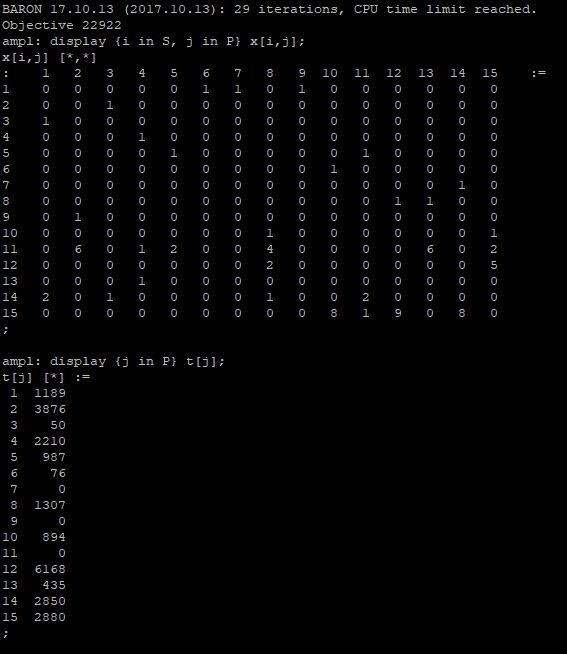 BARON 17.10.13 (2017.10.13): 29 iterations, CPU time limit reached.
Objective 22922
ampl: display {i in S, j in P} x[i,j];
x[i,j] [*,*]
: 1 2 3 4 5 6 7 8 9 10 11 12 13 14 15 :=
1 0 0 0 0 0 1 1 0 1 0 0 0 0 0 0
2 0 0 1 0 0 0 0 0 0 0 0 0 0 0 0
3 1 0 0 0 0 0 0 0 0 0 0 0 0 0 0
4 0 0 0 1 0 0 0 0 0 0 0 0 0 0 0
5 0 0 0 0 1 0 0 0 0 0 1 0 0 0 0
6 0 0 0 0 0 0 0 0 0 1 0 0 0 0 0
7 0 0 0 0 0 0 0 0 0 0 0 0 0 1 0
8 0 0 0 0 0 0 0 0 0 0 0 1 1 0 0
9 0 1 0 0 0 0 0 0 0 0 0 0 0 0 0
10 0 0 0 0 0 0 0 1 0 0 0 0 0 0 1
11 0 6 0 1 2 0 0 4 0 0 0 0 6 0 2
12 0 0 0 0 0 0 0 2 0 0 0 0 0 0 5
13 0 0 0 1 0 0 0 0 0 0 0 0 0 0 0
14 2 0 1 0 0 0 0 1 0 0 2 0 0 0 0
15 0 0 0 0 0 0 0 0 0 8 1 9 0 8 0
;
ampl: display {j in P} t[j];
t[j] [*] :=
1 1189
2 3876
3 50
4 2210
5 987
6 76
7 0
8 1307
9 0
10 894
11 0
12 6168
13 435
14 2850
15 2880
;